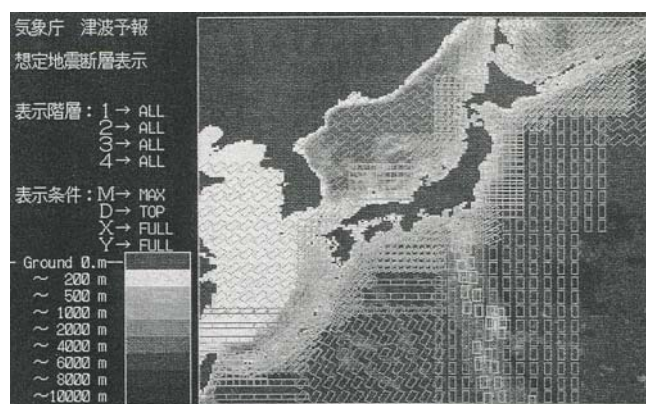 気象庁　津波予報
想定地震断層表示
表示階層：1→ ALL
2→ ALL
3→ ALL
4→ ALL
表示条件：M→ MAX
D→ TOP
X→ FULL
Y→ FULL
Ground 0.m
～ 200 m
～ 500 m
～ 1000 m
～ 2000 m
～ 4000 m
～ 6000 m
～ 8000 m
～10000 m